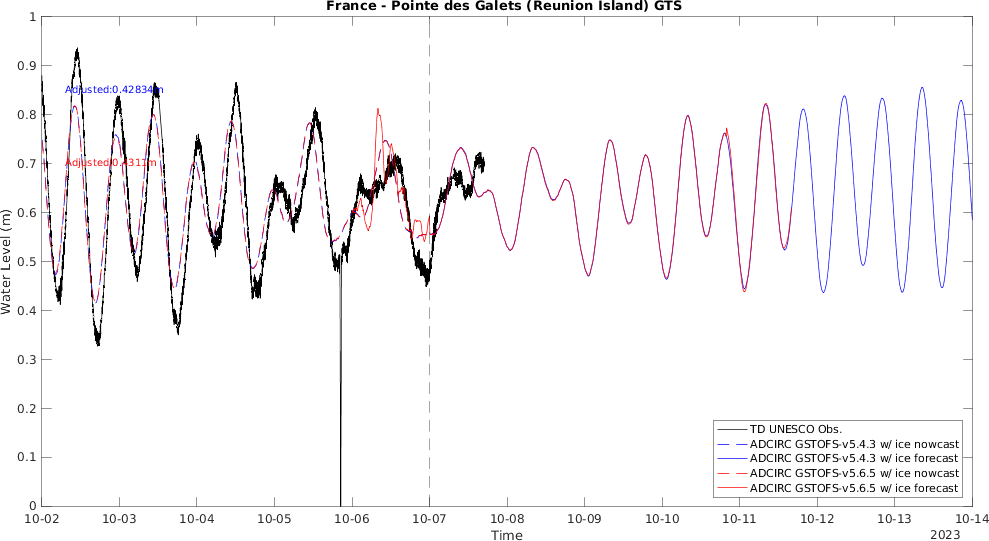 France - Pointe des Galets (Reunion Island) GTS
1
0.9
0.8
0.7
0.6
0.5
0.4
0.3
0.2
0.1
0
Water Level (m)
Adjusted:0.42834m
Adjusted:0.4311m
TD UNESCO Obs.
ADCIRC GSTOFS-v5.4.3 w/ ice nowcast
ADCIRC GSTOFS-v5.4.3 w/ ice forecast
ADCIRC GSTOFS-v5.6.5 w/ ice nowcast
ADCIRC GSTOFS-v5.6.5 w/ ice forecast
10-02 10-03 10-04 10-05 10-06 10-07 10-08 10-09 10-10 10-11 10-12 10-13 10-14
Time
2023